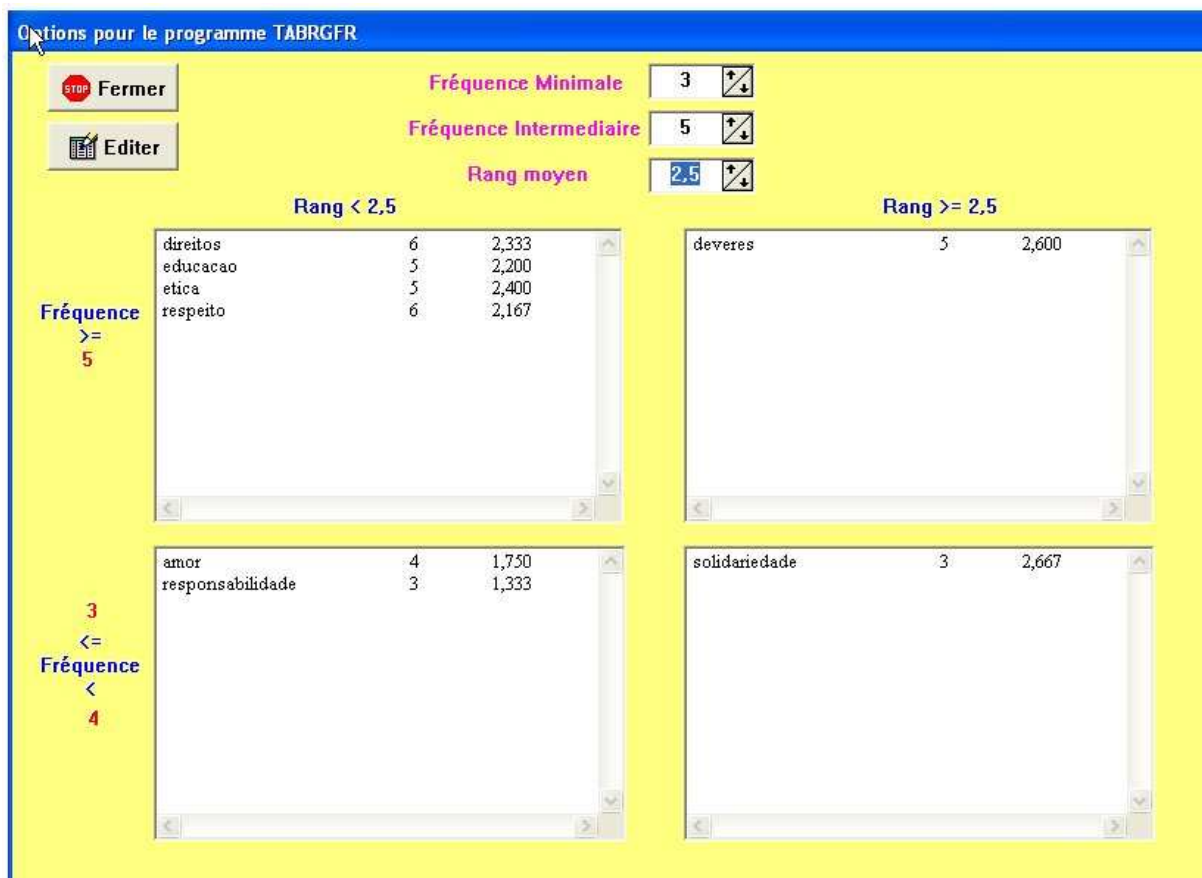 Options pour le programme TABRGFR
STOP Fermer
Fréquence Minimale 3
Editer
Fréquence Intermediaire 5
Rang moyen 2,5
Rang < 2,5
Rang >= 2,5
Fréquence
>=
5
direitos 6 2,333
educacao 5 2,200
etica 5 2,400
respeito 6 2,167
deveres 5 2,600
3
<=
Fréquence
<
4
amor 4 1,750
responsabilidade 3 1,333
solidariedade 3 2,667